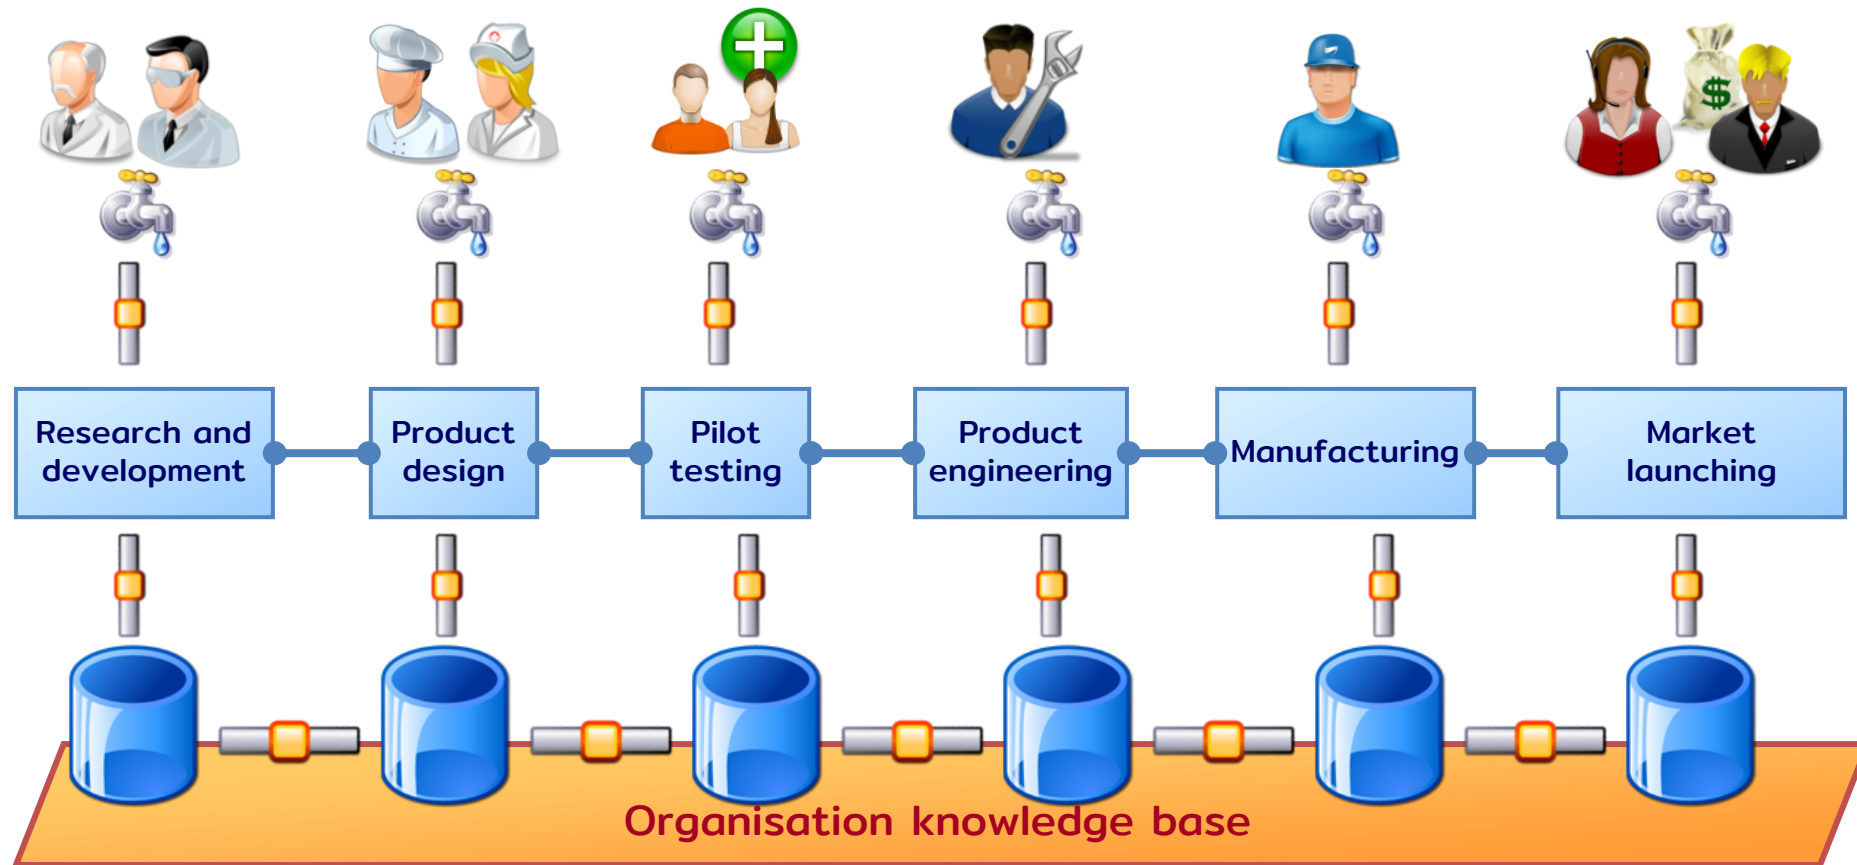 $
Research and
development
Product
design
Pilot
testing
Product
engineering
Manufacturing
Market
launching
Organisation knowledge base